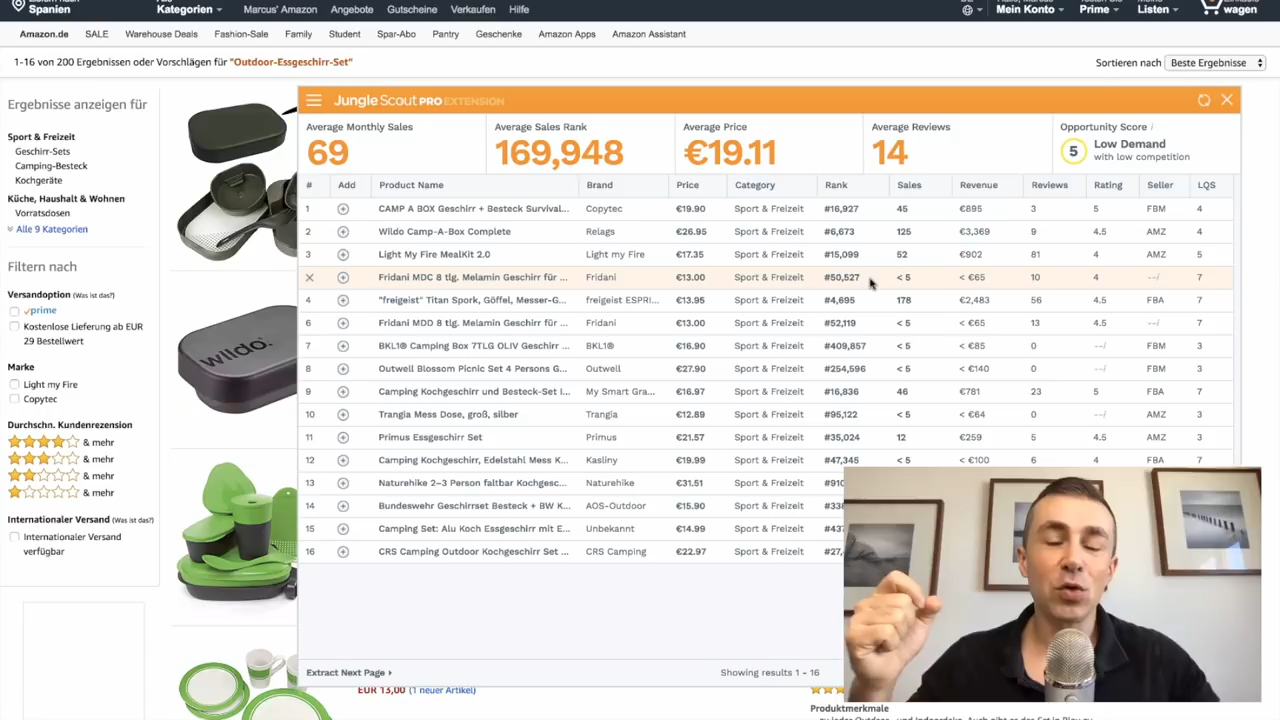 Spanien
Kategorien
Marcus' Amazon
Angebote
Gutscheine
Verkaufen
Hilfe
Mein Konto
Prime
Listen
wagen
Amazon.de
SALE
Warehouse Deals
Fashion-Sale
Family
Student
Spar-Abo
Pantry
Geschenke
Amazon Apps
Amazon Assistant
1-16 von 200 Ergebnissen oder Vorschlägen für "Outdoor-Essgeschirr-Set"
Sortieren nach
Beste Ergebnisse
Ergebnisse anzeigen für
Sport & Freizeit
Geschirr-Sets
Camping-Besteck
Kochgeräte
Küche, Haushalt & Wohnen
Vorratsdosen
Alle 9 Kategorien
Filtern nach
Versandoption (Was ist das?)
prime
Kostenlose Lieferung ab EUR
29 Bestellwert
Marke
Light my Fire
Copytec
Durchschn. Kundenrezension
& mehr
& mehr
& mehr
& mehr
Internationaler Versand (Was ist das?)
Internationaler Versand
verfügbar
wildo.
Jungle Scout PRO EXTENSION
Average Monthly Sales
69
Average Sales Rank
169,948
Average Price
€19.11
Average Reviews
14
Opportunity Score i
5
Low Demand
with low competition
# Add Product Name Brand Price Category Rank Sales Revenue Reviews Rating Seller LQS
1 CAMP A BOX Geschirr + Besteck Survival... Copytec €19.90 Sport & Freizeit #16,927 45 €895 3 5 FBM 4
2 Wildo Camp-A-Box Complete Relags €26.95 Sport & Freizeit #6,673 125 €3,369 9 4.5 AMZ 4
3 Light My Fire MealKit 2.0 Light my Fire €17.35 Sport & Freizeit #15,099 52 €902 81 4 AMZ 5
Fridani MDC 8 tlg. Melamin Geschirr für ... Fridani €13.00 Sport & Freizeit #50,527 < 5 < €65 10 4 --/ 7
4 "freigeist" Titan Spork, Göffel, Messer-G... freigeist ESPRI... €13.95 Sport & Freizeit #4,695 178 €2,483 56 4.5 FBA 7
6 Fridani MDD 8 tlg. Melamin Geschirr für ... Fridani €13.00 Sport & Freizeit #52,119 < 5 < €65 13 4.5 --/ 7
7 BKL1® Camping Box 7TLG OLIV Geschirr ... BKL1® €16.90 Sport & Freizeit #409,857 < 5 < €85 0 --/ FBM 3
8 Outwell Blossom Picnic Set 4 Persons G... Outwell €27.90 Sport & Freizeit #254,596 < 5 < €140 0 --/ FBM 3
9 Camping Kochgeschirr und Besteck-Set I... My Smart Gra... €16.97 Sport & Freizeit #16,836 46 €781 23 5 FBA 7
10 Trangia Mess Dose, groß, silber Trangia €12.89 Sport & Freizeit #95,122 < 5 < €64 0 --/ AMZ 3
11 Primus Essgeschirr Set Primus €21.57 Sport & Freizeit #35,024 12 €259 5 4.5 AMZ 3
12 Camping Kochgeschirr, Edelstahl Mess K... Kasliny €19.99 Sport & Freizeit #47,345 < 5 < €100 6 4 FBA 7
13 Naturehike 2–3 Person faltbar Kochgesc... Naturehike €31.51 Sport & Freizeit #910
14 Bundeswehr Geschirrset Besteck + BW K... AOS-Outdoor €15.90 Sport & Freizeit
15 Camping Set: Alu Koch Essgeschirr mit E... Unbekannt €14.99 Sport & Freizeit
16 CRS Camping Outdoor Kochgeschirr Set ... CRS Camping €22.97 Sport & Freizeit #27,
Extract Next Page
Showing results 1 - 16
EUR 13,00 (1 neuer Artikel)
Produktmerkmale